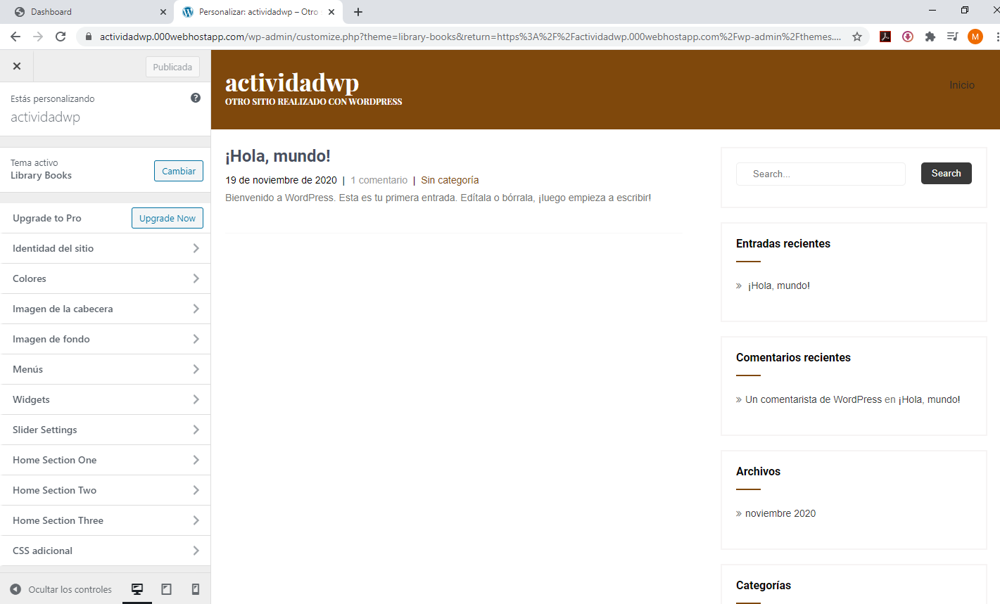 Dashboard
Personalizar: actividadwp – Otro s
actividadwp.000webhostapp.com/wp-admin/customize.php?theme=library-books&return=https%3A%2F%2Factividadwp.000webhostapp.com%2Fwp-admin%2Fthemes....
M
Publicada
Estás personalizando
actividadwp
Tema activo
Library Books
Cambiar
Upgrade to Pro
Upgrade Now
Identidad del sitio
Colores
Imagen de la cabecera
Imagen de fondo
Menús
Widgets
Slider Settings
Home Section One
Home Section Two
Home Section Three
CSS adicional
Ocultar los controles
actividadwp
OTRO SITIO REALIZADO CON WORDPRESS
Inicio
¡Hola, mundo!
19 de noviembre de 2020 | 1 comentario | Sin categoría
Bienvenido a WordPress. Esta es tu primera entrada. Edítala o bórrala, ¡luego empieza a escribir!
Search...
Search
Entradas recientes
» ¡Hola, mundo!
Comentarios recientes
» Un comentarista de WordPress en ¡Hola, mundo!
Archivos
» noviembre 2020
Categorías